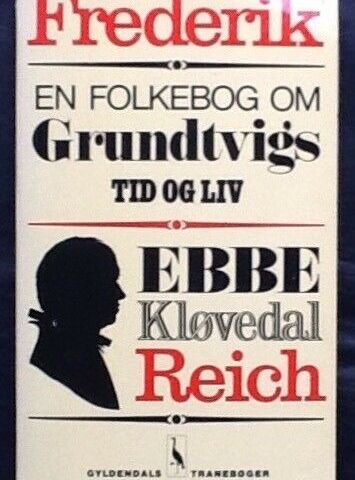 Frederik
EN FOLKEBOG OM
Grundtvigs
TID OG LIV
EBBE
Kløvedal
Reich
GYLDENDALS TRANEBØGER